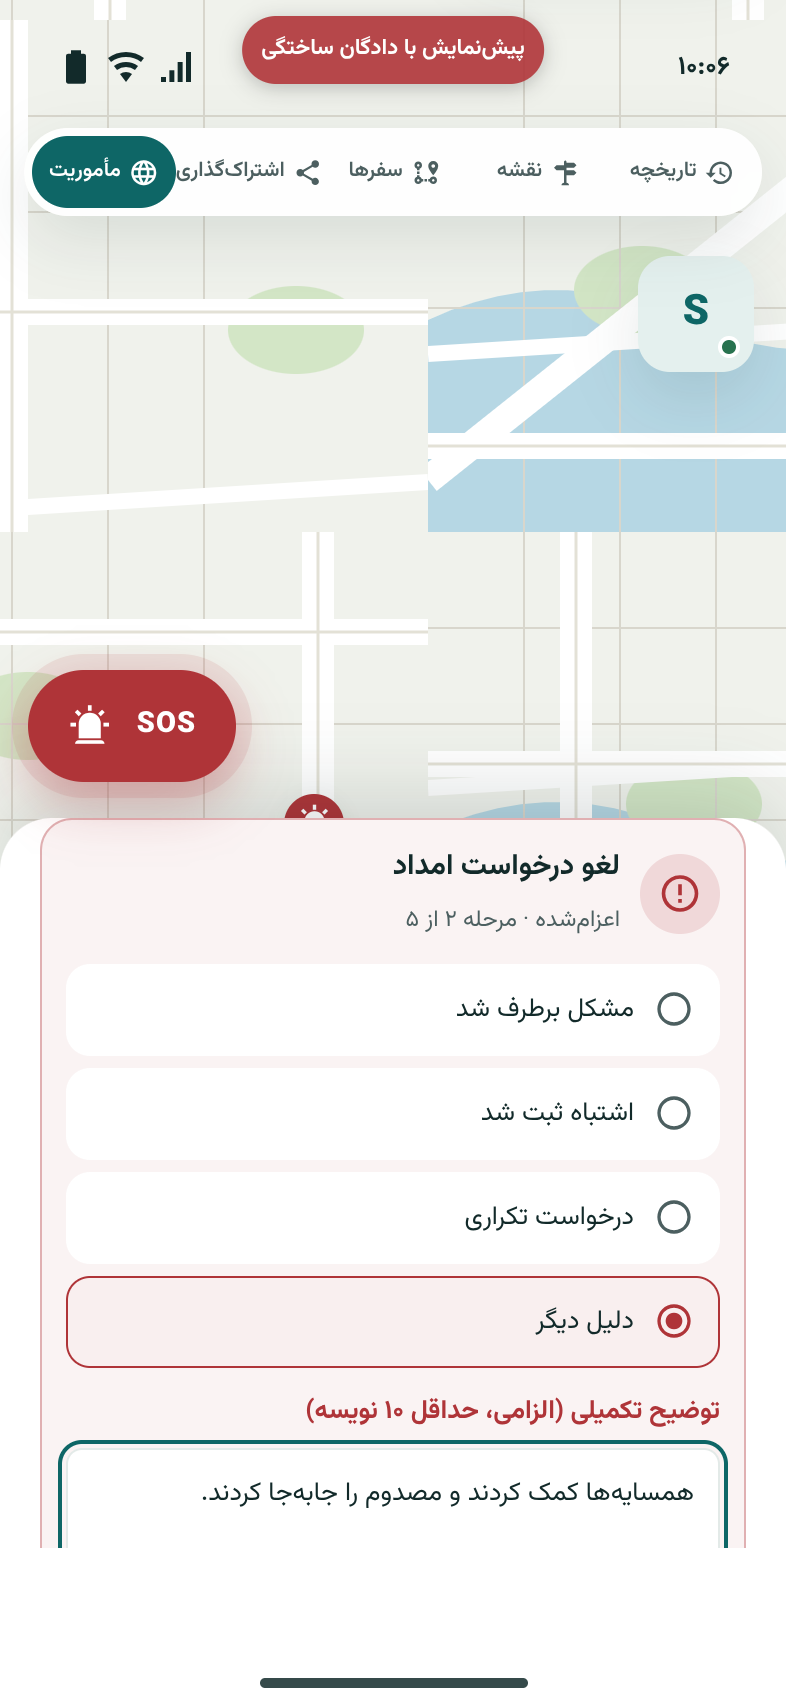 پیش‌نمایش با دادگان ساختگی
۱۰:۰۶
تاریخچه
نقشه
سفرها
اشتراک‌گذاری
مأموریت
S
SOS
لغو درخواست امداد
اعزام‌شده · مرحله ۲ از ۵
مشکل برطرف شد
اشتباه ثبت شد
درخواست تکراری
دلیل دیگر
توضیح تکمیلی (الزامی، حداقل ۱۰ نویسه)
همسایه‌ها کمک کردند و مصدوم را جابه‌جا کردند.